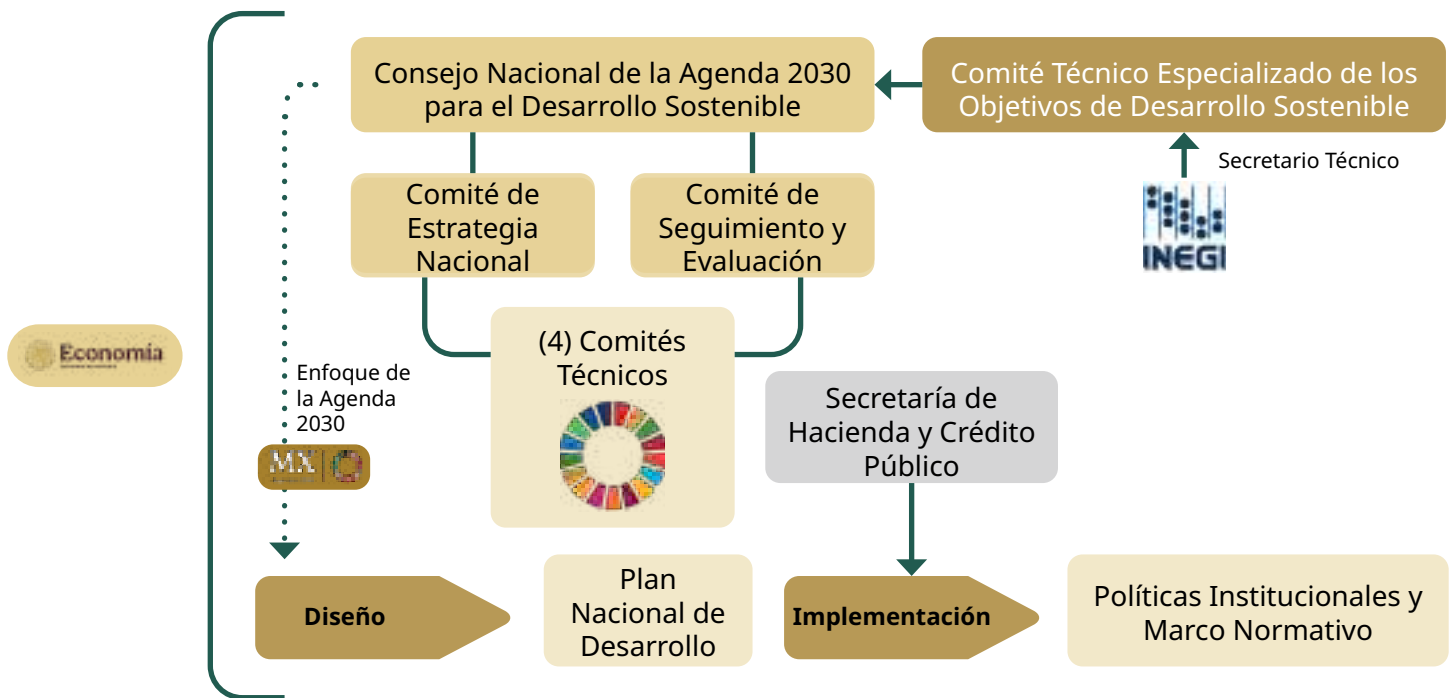 Consejo Nacional de la Agenda 2030
para el Desarrollo Sostenible
Comité Técnico Especializado de los
Objetivos de Desarrollo Sostenible
Secretario Técnico
INEGI
Comité de
Estrategia
Nacional
Comité de
Seguimiento y
Evaluación
(4) Comités
Técnicos
Economía
Enfoque de
la Agenda
2030
MX
Secretaría de
Hacienda y Crédito
Público
Diseño
Plan
Nacional de
Desarrollo
Implementación
Políticas Institucionales y
Marco Normativo